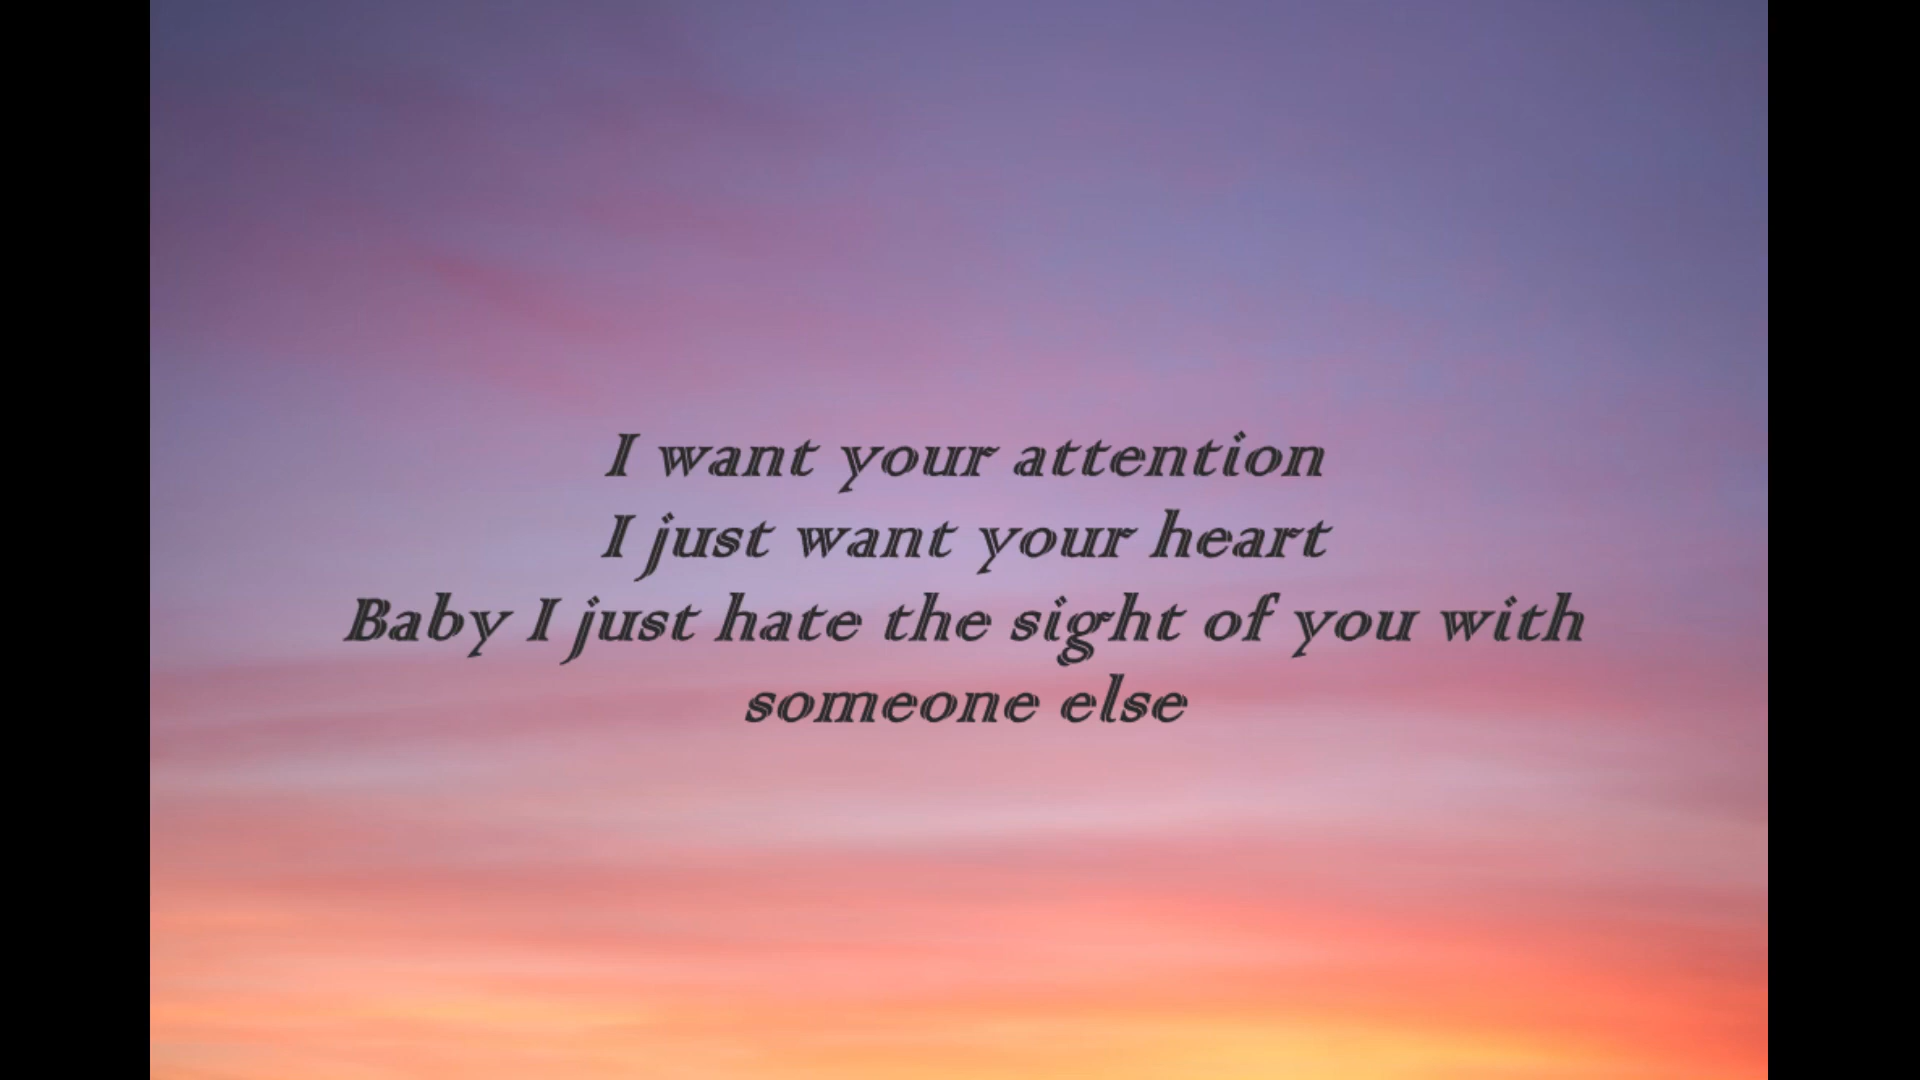 I want your attention
I just want your heart
Baby I just hate the sight of you with
someone else